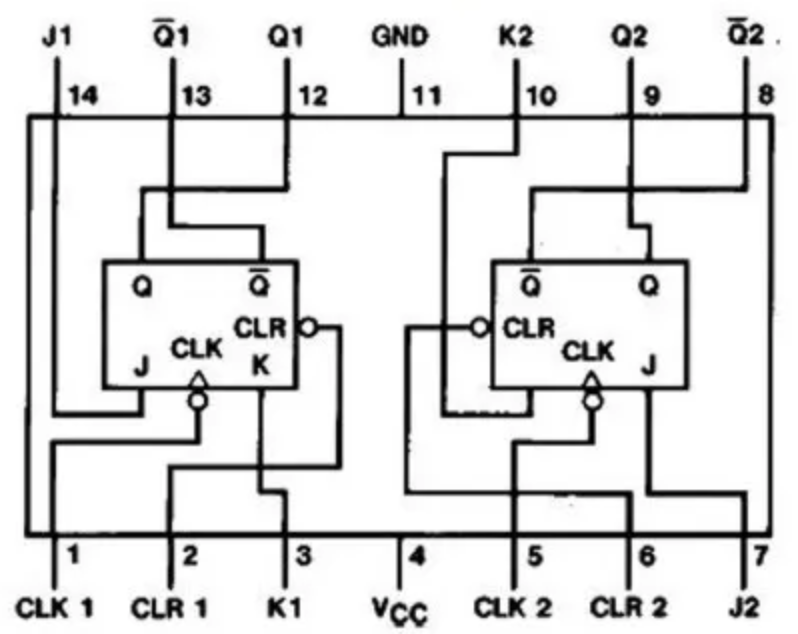 J1 Q̅1 Q1 GND K2 Q2 Q̅2
14 13 12 11 10 9 8
Q Q̅ Q̅ Q
CLR CLR
CLK CLK
J K J
1 2 3 4 5 6 7
CLK 1 CLR 1 K1 VCC CLK 2 CLR 2 J2